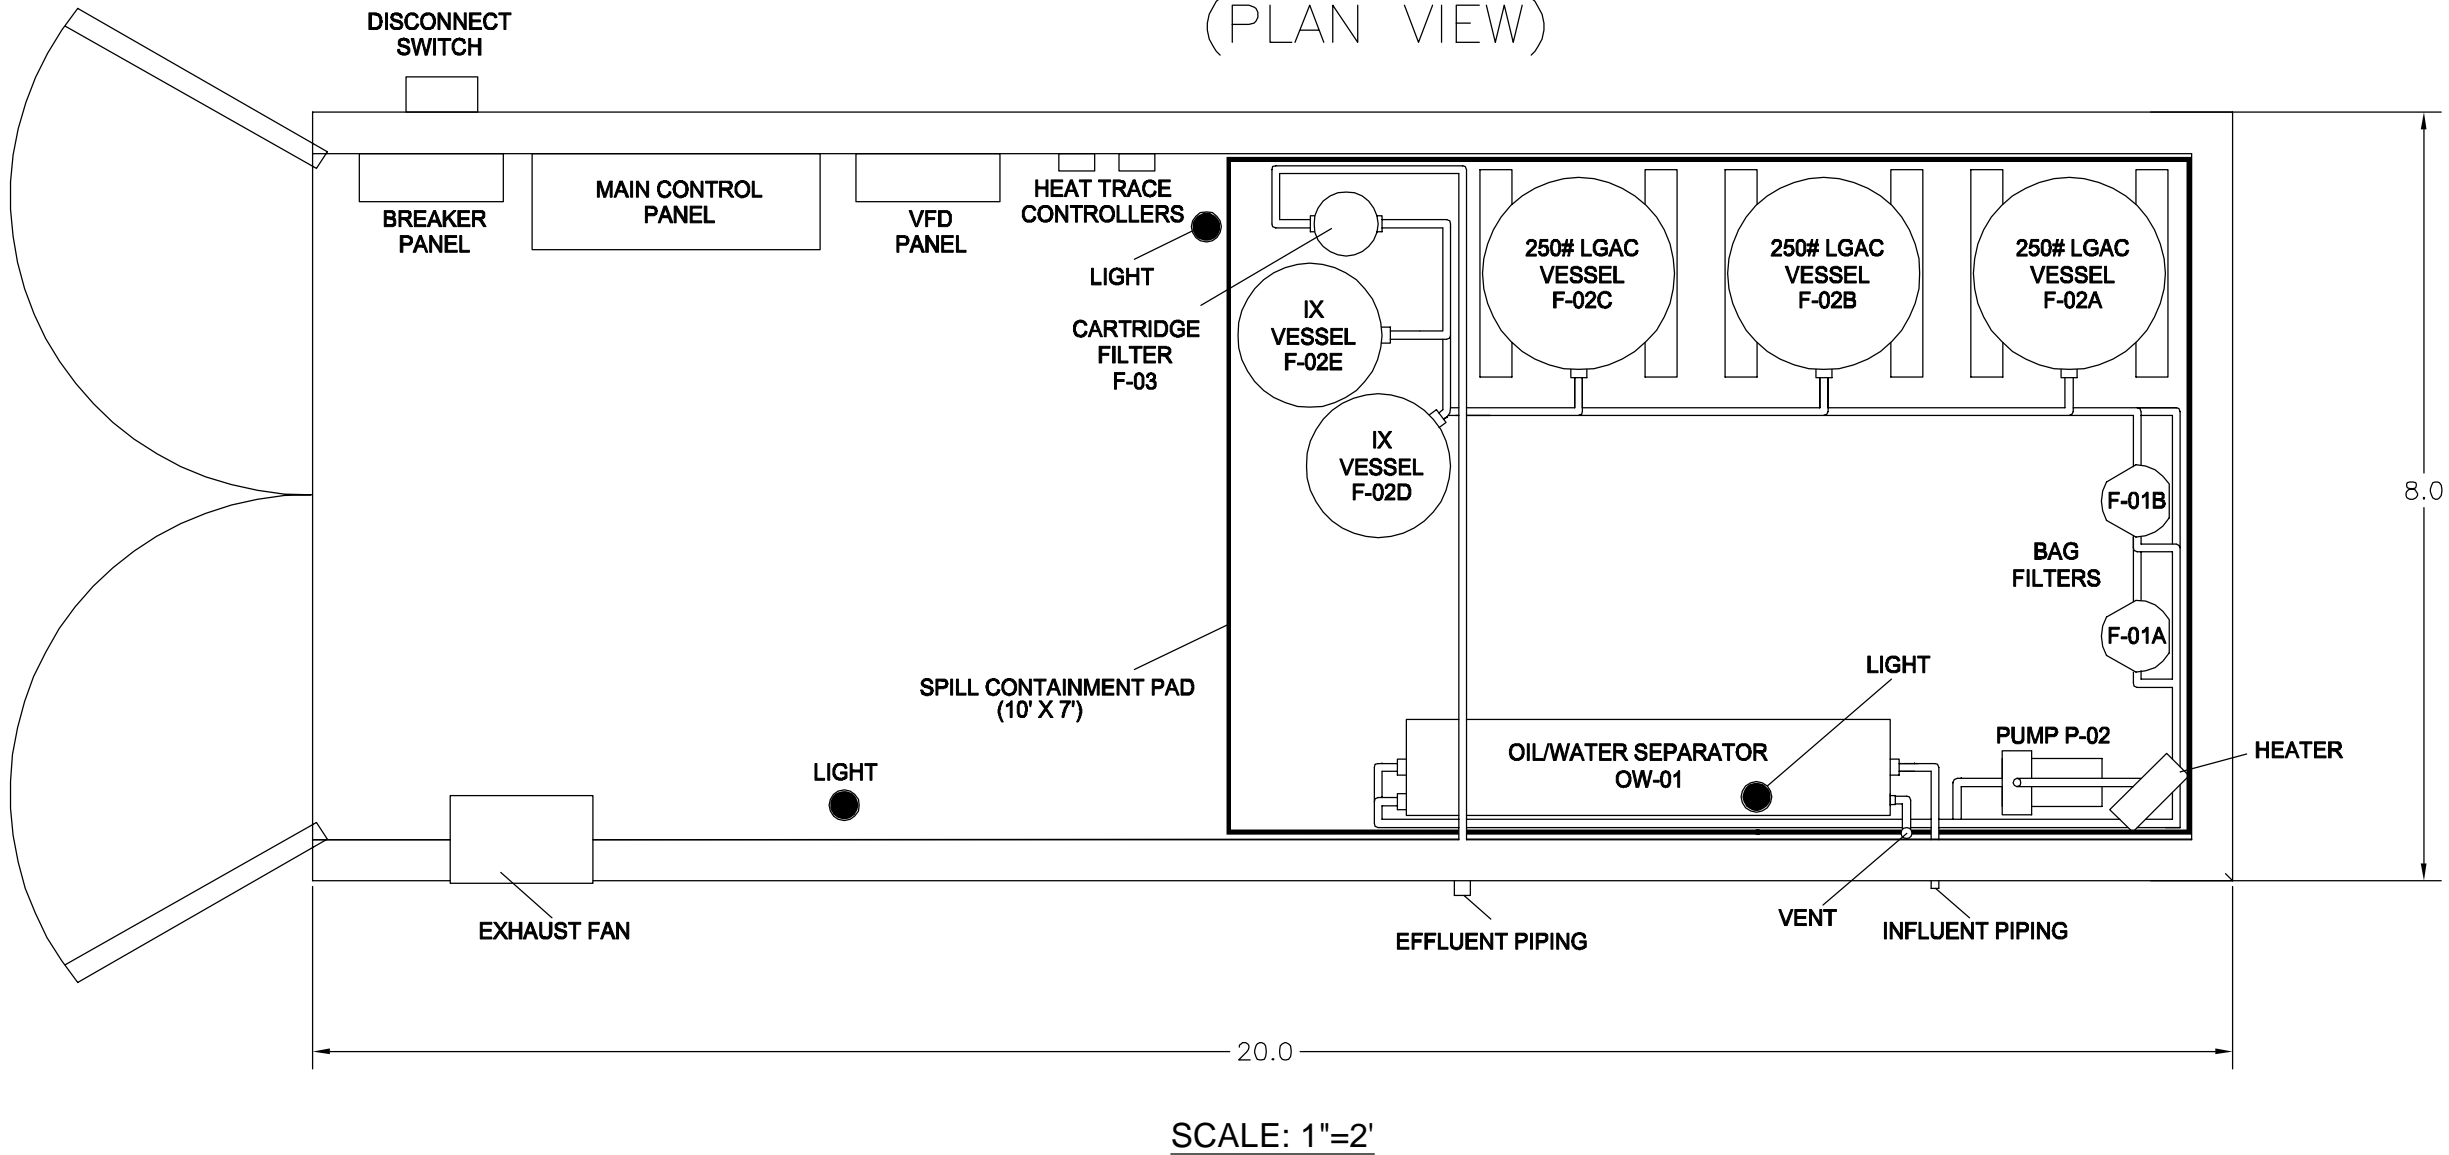 (PLAN VIEW)
DISCONNECT
SWITCH
BREAKER
PANEL
MAIN CONTROL
PANEL
VFD
PANEL
HEAT TRACE
CONTROLLERS
LIGHT
CARTRIDGE
FILTER
F-03
IX
VESSEL
F-02E
IX
VESSEL
F-02D
250# LGAC
VESSEL
F-02C
250# LGAC
VESSEL
F-02B
250# LGAC
VESSEL
F-02A
8.0
F-01B
BAG
FILTERS
F-01A
SPILL CONTAINMENT PAD
(10' X 7')
LIGHT
OIL/WATER SEPARATOR
OW-01
PUMP P-02
HEATER
LIGHT
EXHAUST FAN
EFFLUENT PIPING
VENT
INFLUENT PIPING
20.0
SCALE: 1"=2'